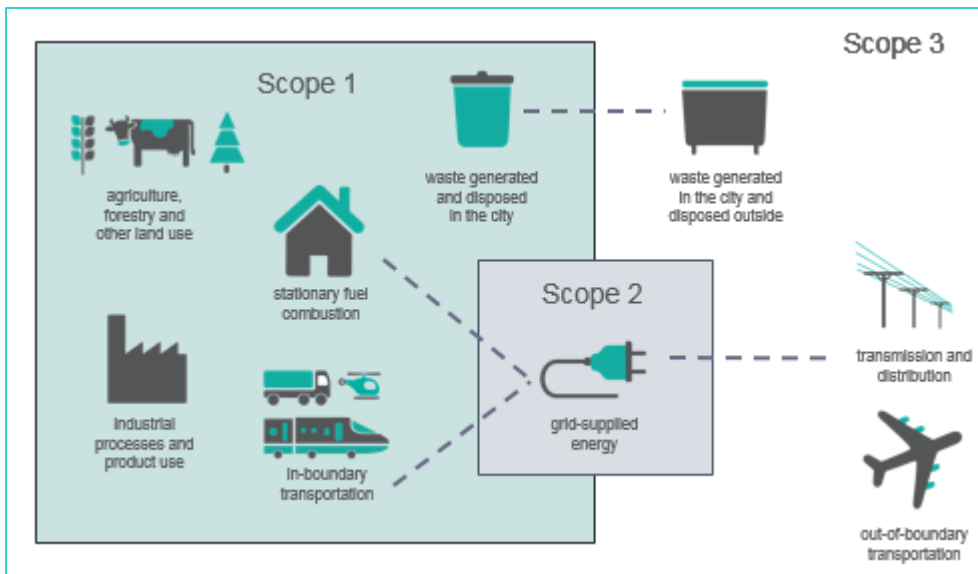 Scope 3
Scope 1
agriculture,
forestry and
other land use
waste generated
and disposed
in the city
waste generated
in the city and
disposed outside
stationary fuel
combustion
Scope 2
industrial
processes and
product use
in-boundary
transportation
grid-supplied
energy
transmission and
distribution
out-of-boundary
transportation